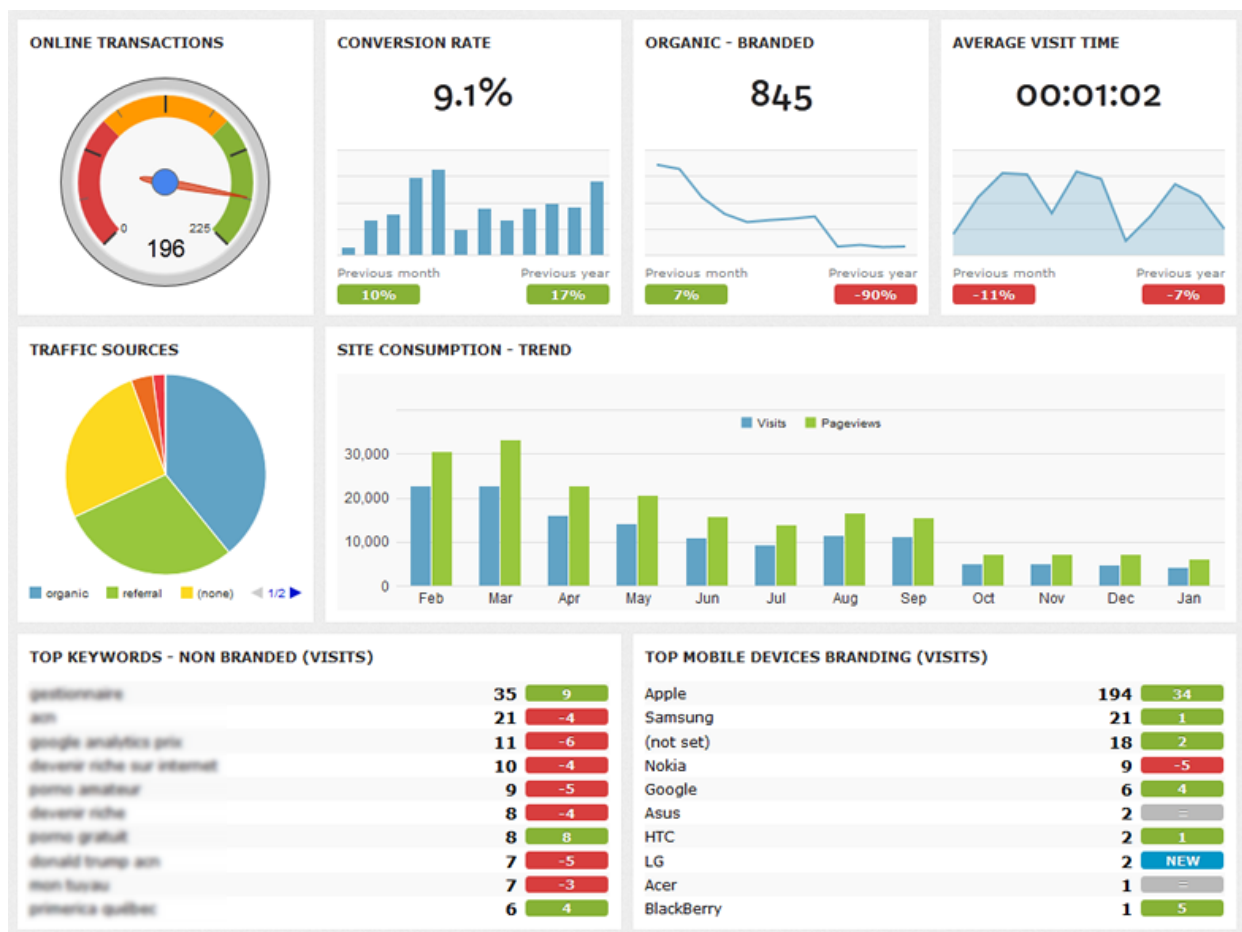 ONLINE TRANSACTIONS
0
225
196
CONVERSION RATE
9.1%
Previous month
Previous year
10%
17%
ORGANIC - BRANDED
845
Previous month
Previous year
7%
-90%
AVERAGE VISIT TIME
00:01:02
Previous month
Previous year
-11%
-7%
TRAFFIC SOURCES
organic referral (none) 1/2
SITE CONSUMPTION - TREND
Visits Pageviews
30,000
20,000
10,000
0
Feb Mar Apr May Jun Jul Aug Sep Oct Nov Dec Jan
TOP KEYWORDS - NON BRANDED (VISITS)
35 9
21 -4
11 -6
10 -4
9 -5
8 -4
8 8
7 -5
7 -3
6 4
TOP MOBILE DEVICES BRANDING (VISITS)
Apple 194 34
Samsung 21 1
(not set) 18 2
Nokia 9 -5
Google 6 4
Asus 2 =
HTC 2 1
LG 2 NEW
Acer 1 =
BlackBerry 1 5